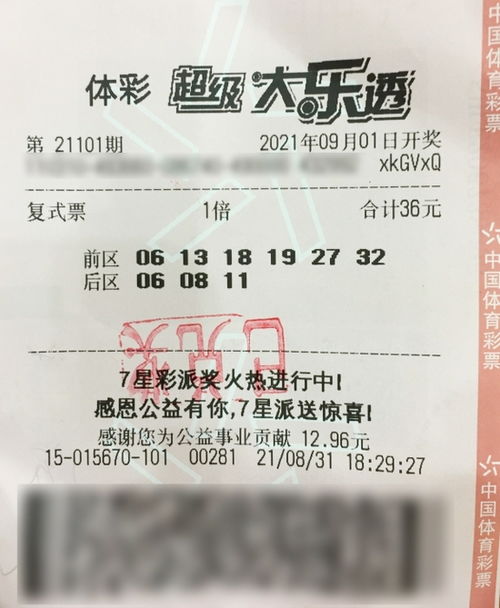 体彩 超级大乐透
第 21101期 2021年09月01日开奖
xkGVxQ
复式票 1倍 合计36元
前区 06 13 18 19 27 32
后区 06 08 11
已兑奖
7星彩派奖火热进行中!
感恩公益有你,7星派送惊喜!
感谢您为公益事业贡献 12.96元
15-015670-101 00281 21/08/31 18:29:27
中国体育彩票
中国体育彩票
中国体育彩票